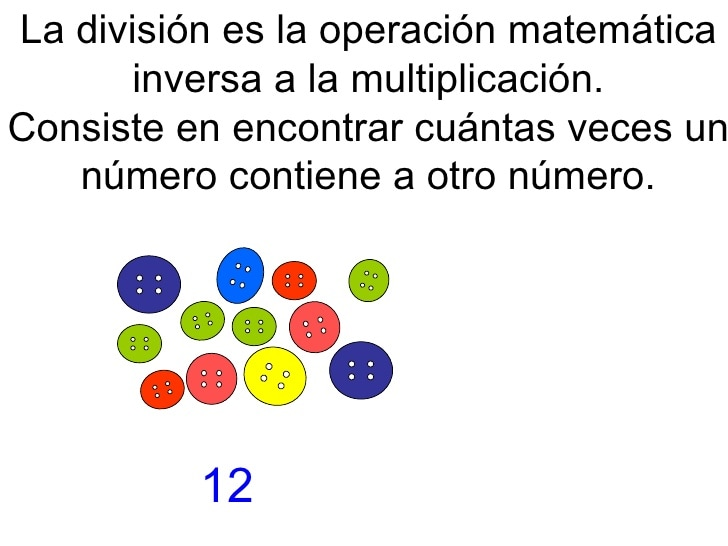 La división es la operación matemática
inversa a la multiplicación.
Consiste en encontrar cuántas veces un
número contiene a otro número.
12